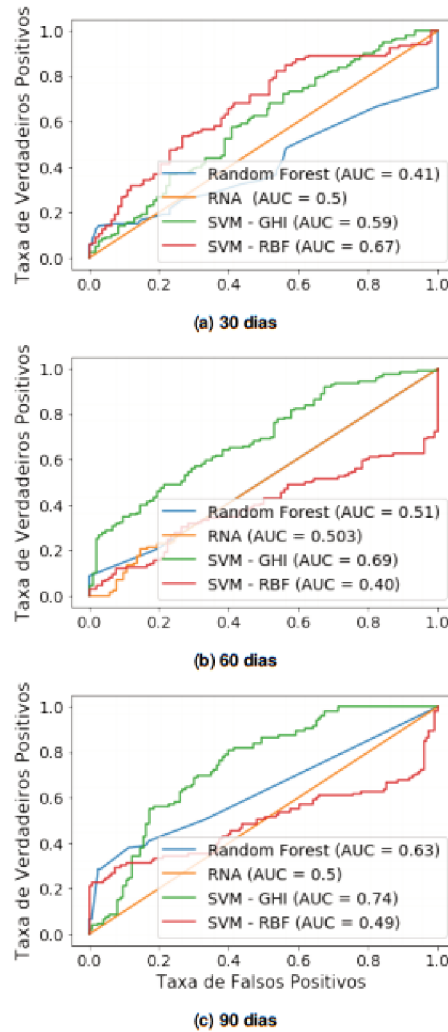 Taxa de Verdadeiros Positivos
1.0
0.8
0.6
0.4
0.2
0.0
Random Forest (AUC = 0.41)
RNA (AUC = 0.5)
SVM - GHI (AUC = 0.59)
SVM - RBF (AUC = 0.67)
0.0 0.2 0.4 0.6 0.8 1.0
(a) 30 dias
Taxa de Verdadeiros Positivos
1.0
0.8
0.6
0.4
0.2
0.0
Random Forest (AUC = 0.51)
RNA (AUC = 0.503)
SVM - GHI (AUC = 0.69)
SVM - RBF (AUC = 0.40)
0.0 0.2 0.4 0.6 0.8 1.0
(b) 60 dias
Taxa de Verdadeiros Positivos
1.0
0.8
0.6
0.4
0.2
0.0
Random Forest (AUC = 0.63)
RNA (AUC = 0.5)
SVM - GHI (AUC = 0.74)
SVM - RBF (AUC = 0.49)
0.0 0.2 0.4 0.6 0.8 1.0
Taxa de Falsos Positivos
(c) 90 dias